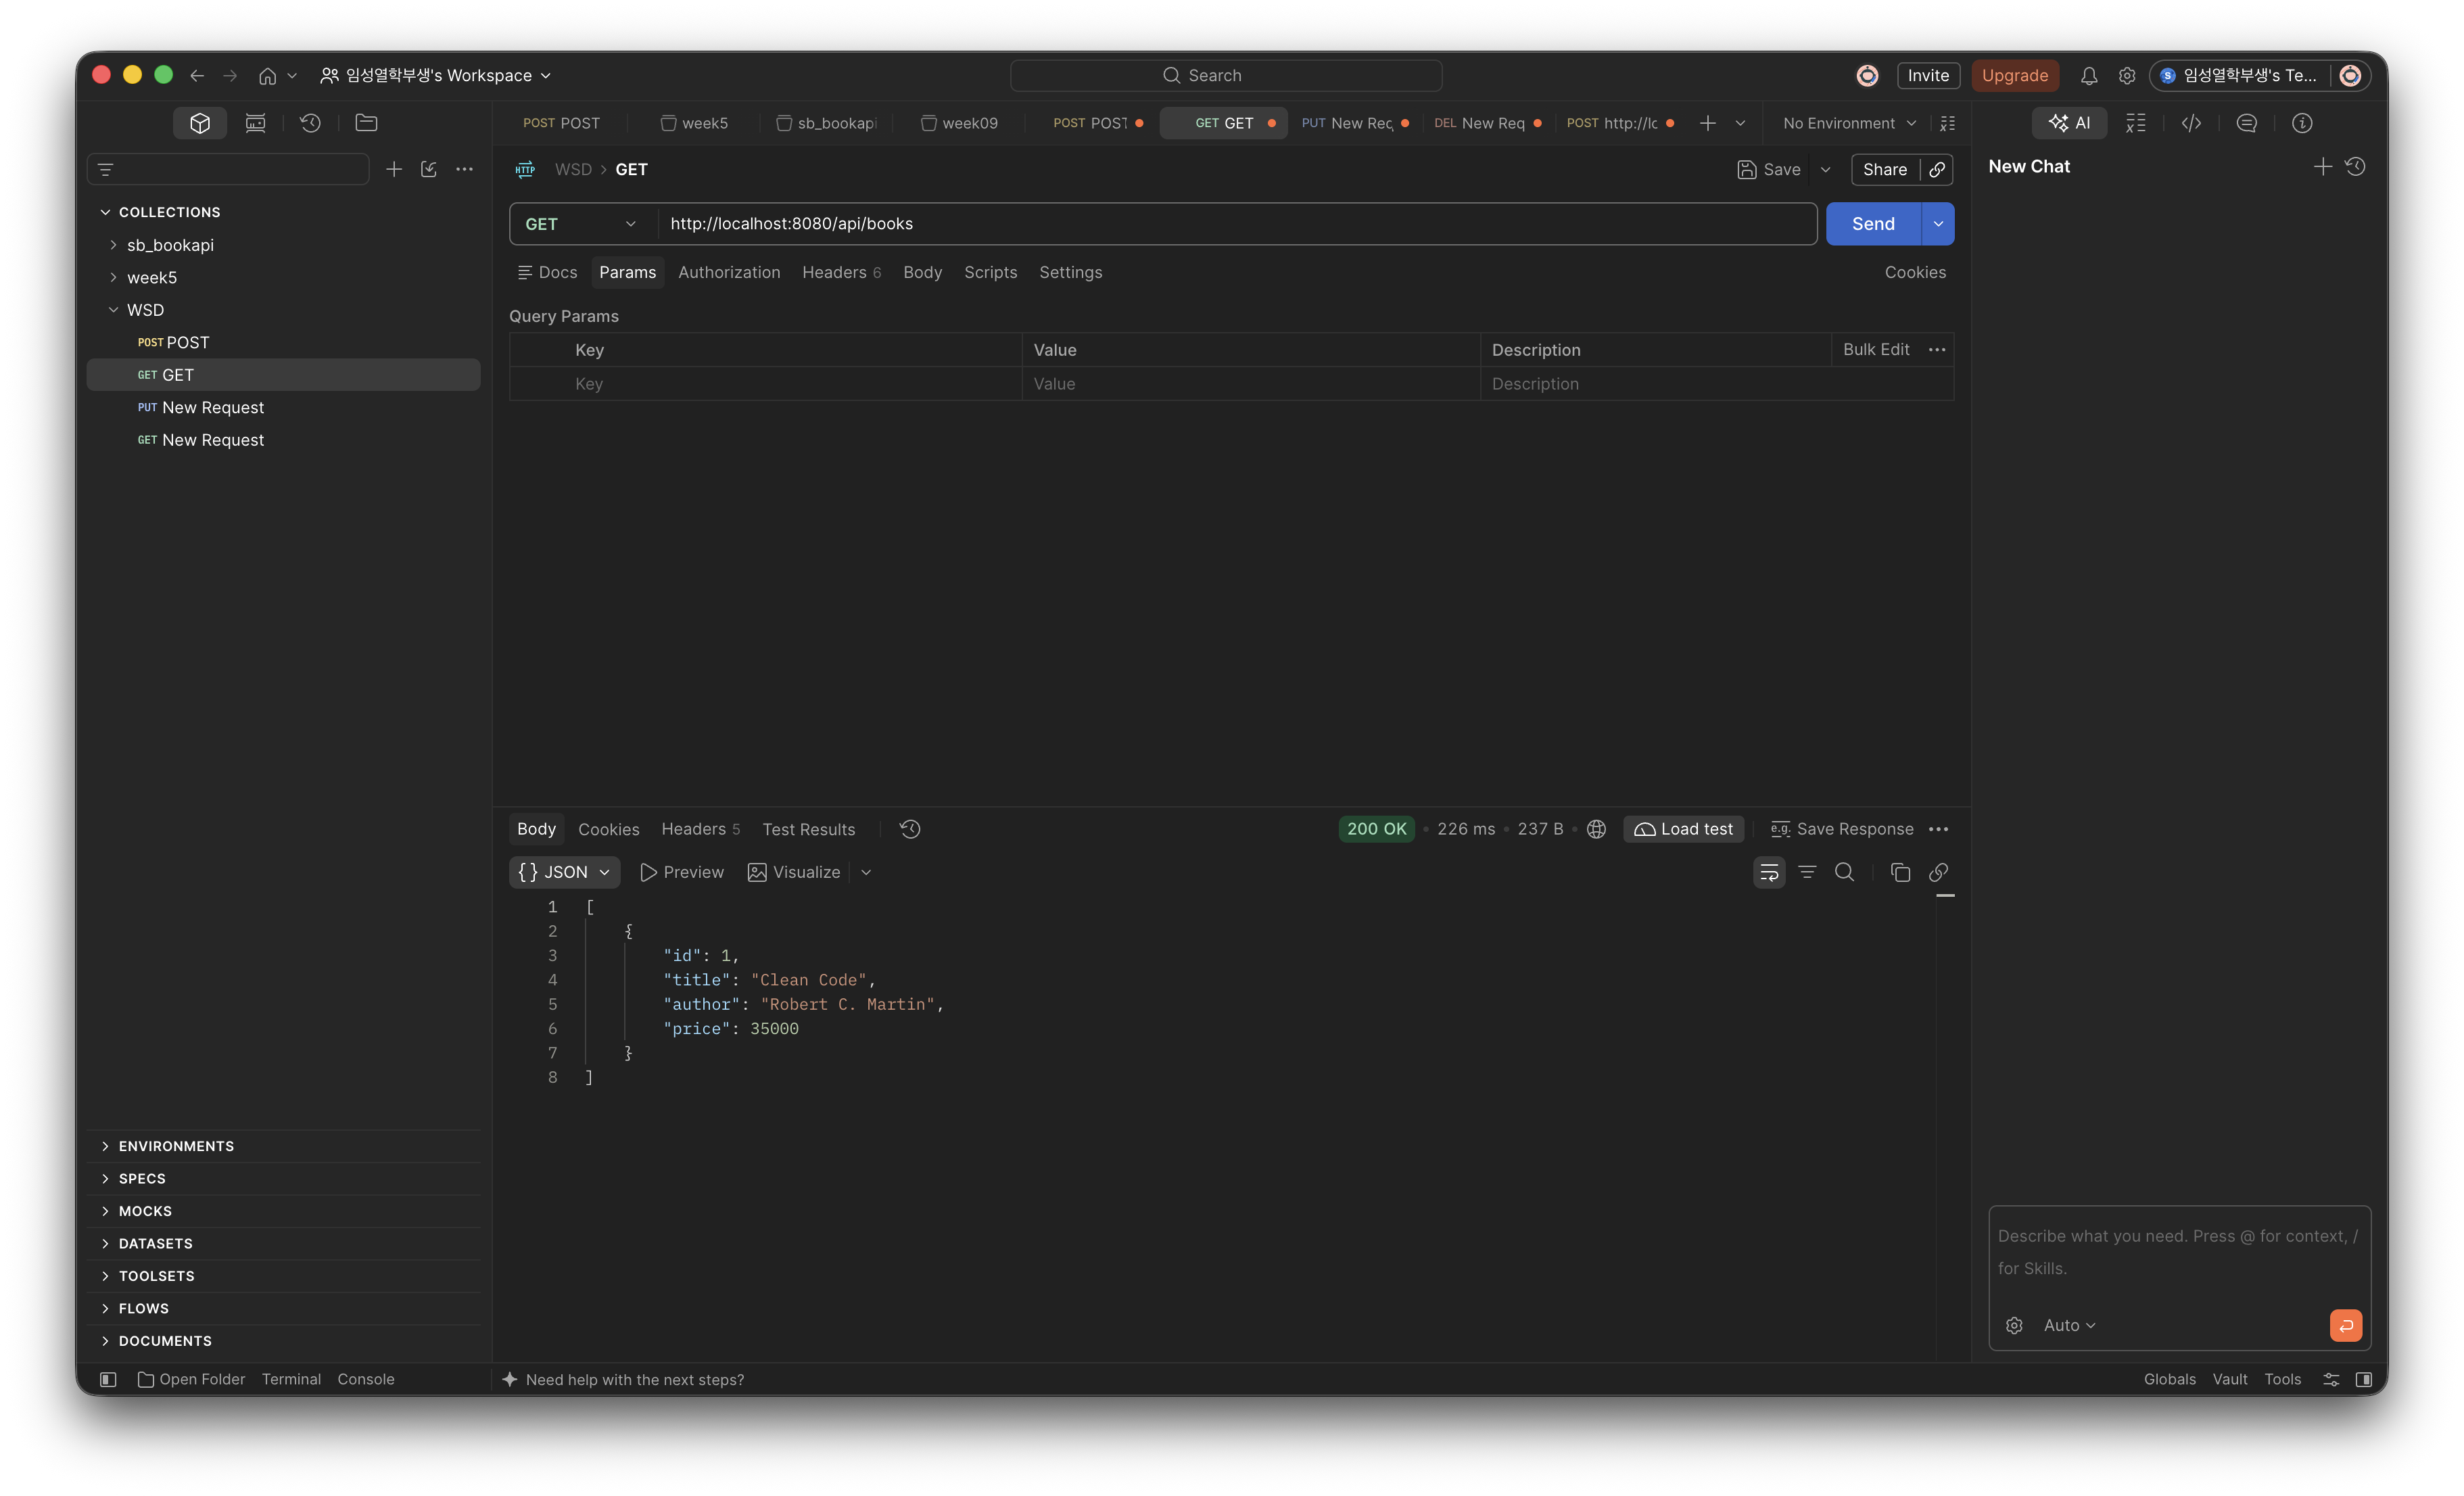 임성열학부생's Workspace
Search
Invite
Upgrade
S
임성열학부생's Te...
POST POST
week5
sb_bookapi
week09
POST POST
GET GET
PUT New Req
DEL New Req
POST http://lc
No Environment
AI
HTTP
WSD > GET
Save
Share
New Chat
COLLECTIONS
sb_bookapi
week5
WSD
POST POST
GET GET
PUT New Request
GET New Request
GET
http://localhost:8080/api/books
Send
Docs
Params
Authorization
Headers 6
Body
Scripts
Settings
Cookies
Query Params
Key
Value
Description
Bulk Edit
Key
Value
Description
Body
Cookies
Headers 5
Test Results
200 OK
226 ms
237 B
Load test
e.g. Save Response
{} JSON
Preview
Visualize
1 [
2 {
3 "id": 1,
4 "title": "Clean Code",
5 "author": "Robert C. Martin",
6 "price": 35000
7 }
8 ]
ENVIRONMENTS
SPECS
MOCKS
DATASETS
TOOLSETS
FLOWS
DOCUMENTS
Describe what you need. Press @ for context, /
for Skills.
Auto
Open Folder
Terminal
Console
Need help with the next steps?
Globals
Vault
Tools